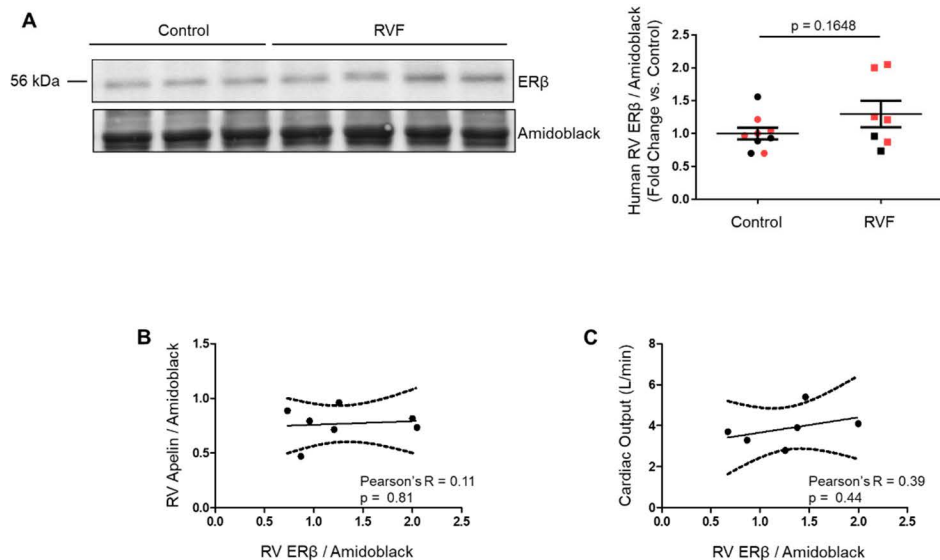 A
Control
RVF
56 kDa
ERβ
Amidoblack
p = 0.1648
Human RV ERβ / Amidoblack
(Fold Change vs. Control)
2.5
2.0
1.5
1.0
0.5
0.0
Control
RVF
B
RV Apelin / Amidoblack
1.5
1.0
0.5
0.0
Pearson's R = 0.11
p = 0.81
0.0 0.5 1.0 1.5 2.0 2.5
RV ERβ / Amidoblack
C
Cardiac Output (L/min)
8
6
4
2
0
Pearson's R = 0.39
p = 0.44
0.0 0.5 1.0 1.5 2.0 2.5
RV ERβ / Amidoblack